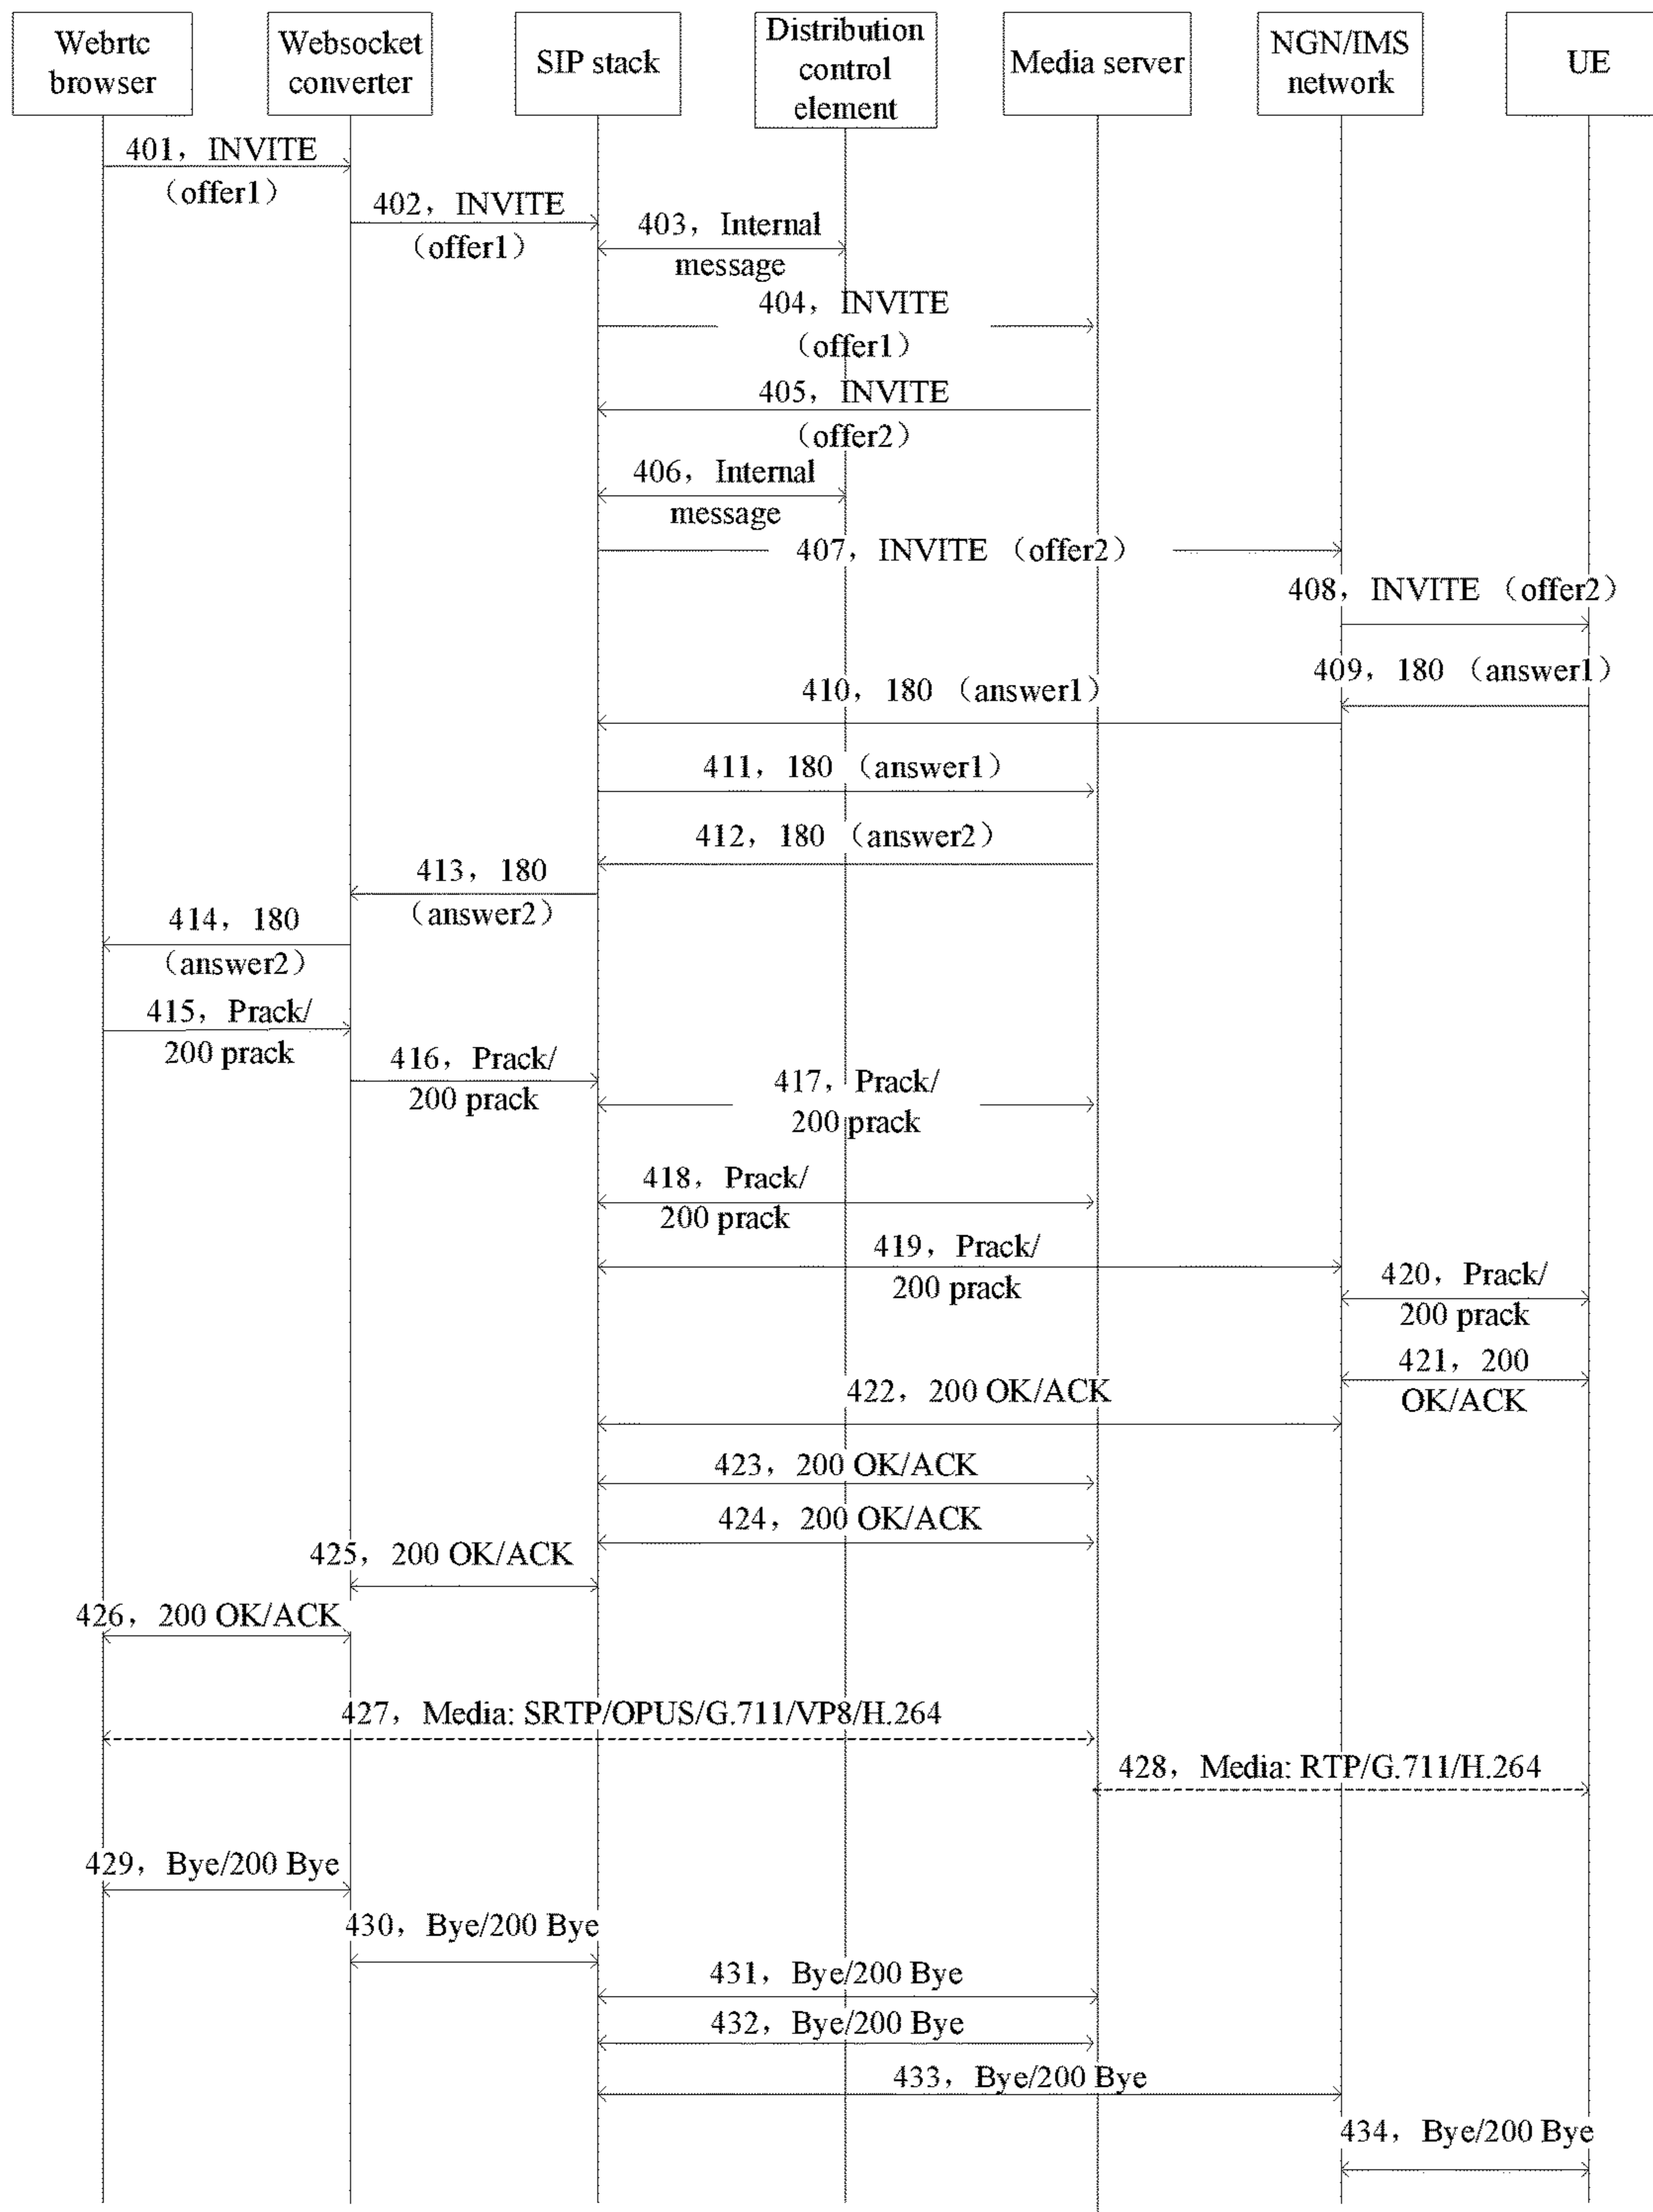 Webrtc
browser
Websocket
converter
SIP stack
Distribution
control
element
Media server
NGN/IMS
network
UE
401，INVITE
（offer1）
402，INVITE
（offer1）
403，Internal
message
404，INVITE
（offer1）
405，INVITE
（offer2）
406，Internal
message
407，INVITE（offer2）
408，INVITE（offer2）
409，180（answer1）
410，180（answer1）
411，180（answer1）
412，180（answer2）
413，180
（answer2）
414，180
（answer2）
415，Prack/
200 prack
416，Prack/
200 prack
417，Prack/
200 prack
418，Prack/
200 prack
419，Prack/
200 prack
420，Prack/
200 prack
421，200
OK/ACK
422，200 OK/ACK
423，200 OK/ACK
424，200 OK/ACK
425，200 OK/ACK
426，200 OK/ACK
427，Media: SRTP/OPUS/G.711/VP8/H.264
428，Media: RTP/G.711/H.264
429，Bye/200 Bye
430，Bye/200 Bye
431，Bye/200 Bye
432，Bye/200 Bye
433，Bye/200 Bye
434，Bye/200 Bye